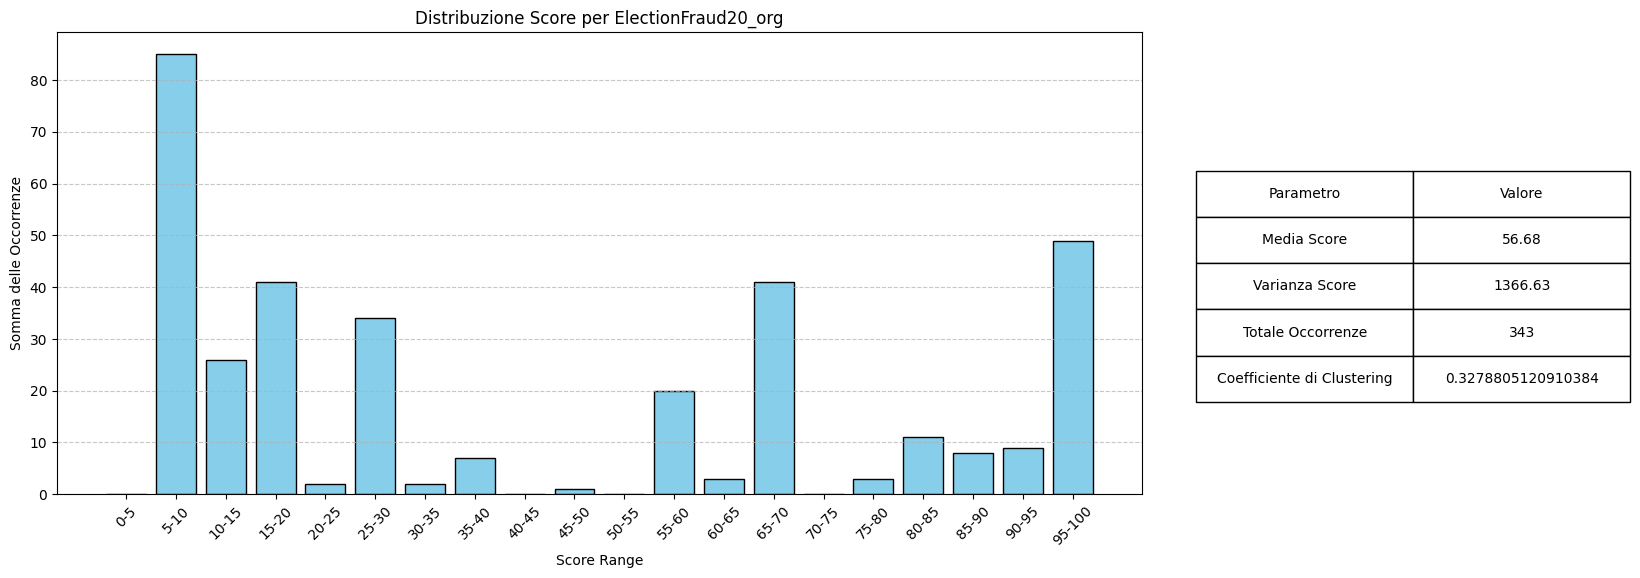 Distribuzione Score per ElectionFraud20_org
Somma delle Occorrenze
80
70
60
50
40
30
20
10
0
0-5 5-10 10-15 15-20 20-25 25-30 30-35 35-40 40-45 45-50 50-55 55-60 60-65 65-70 70-75 75-80 80-85 85-90 90-95 95-100
Score Range
Parametro Valore
Media Score 56.68
Varianza Score 1366.63
Totale Occorrenze 343
Coefficiente di Clustering 0.3278805120910384